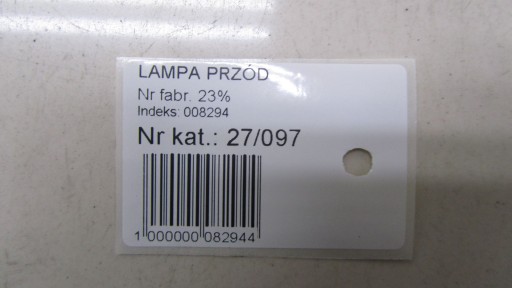 LAMPA PRZÓD
Nr fabr. 23%
Indeks: 008294
Nr kat.: 27/097
1 000000 082944